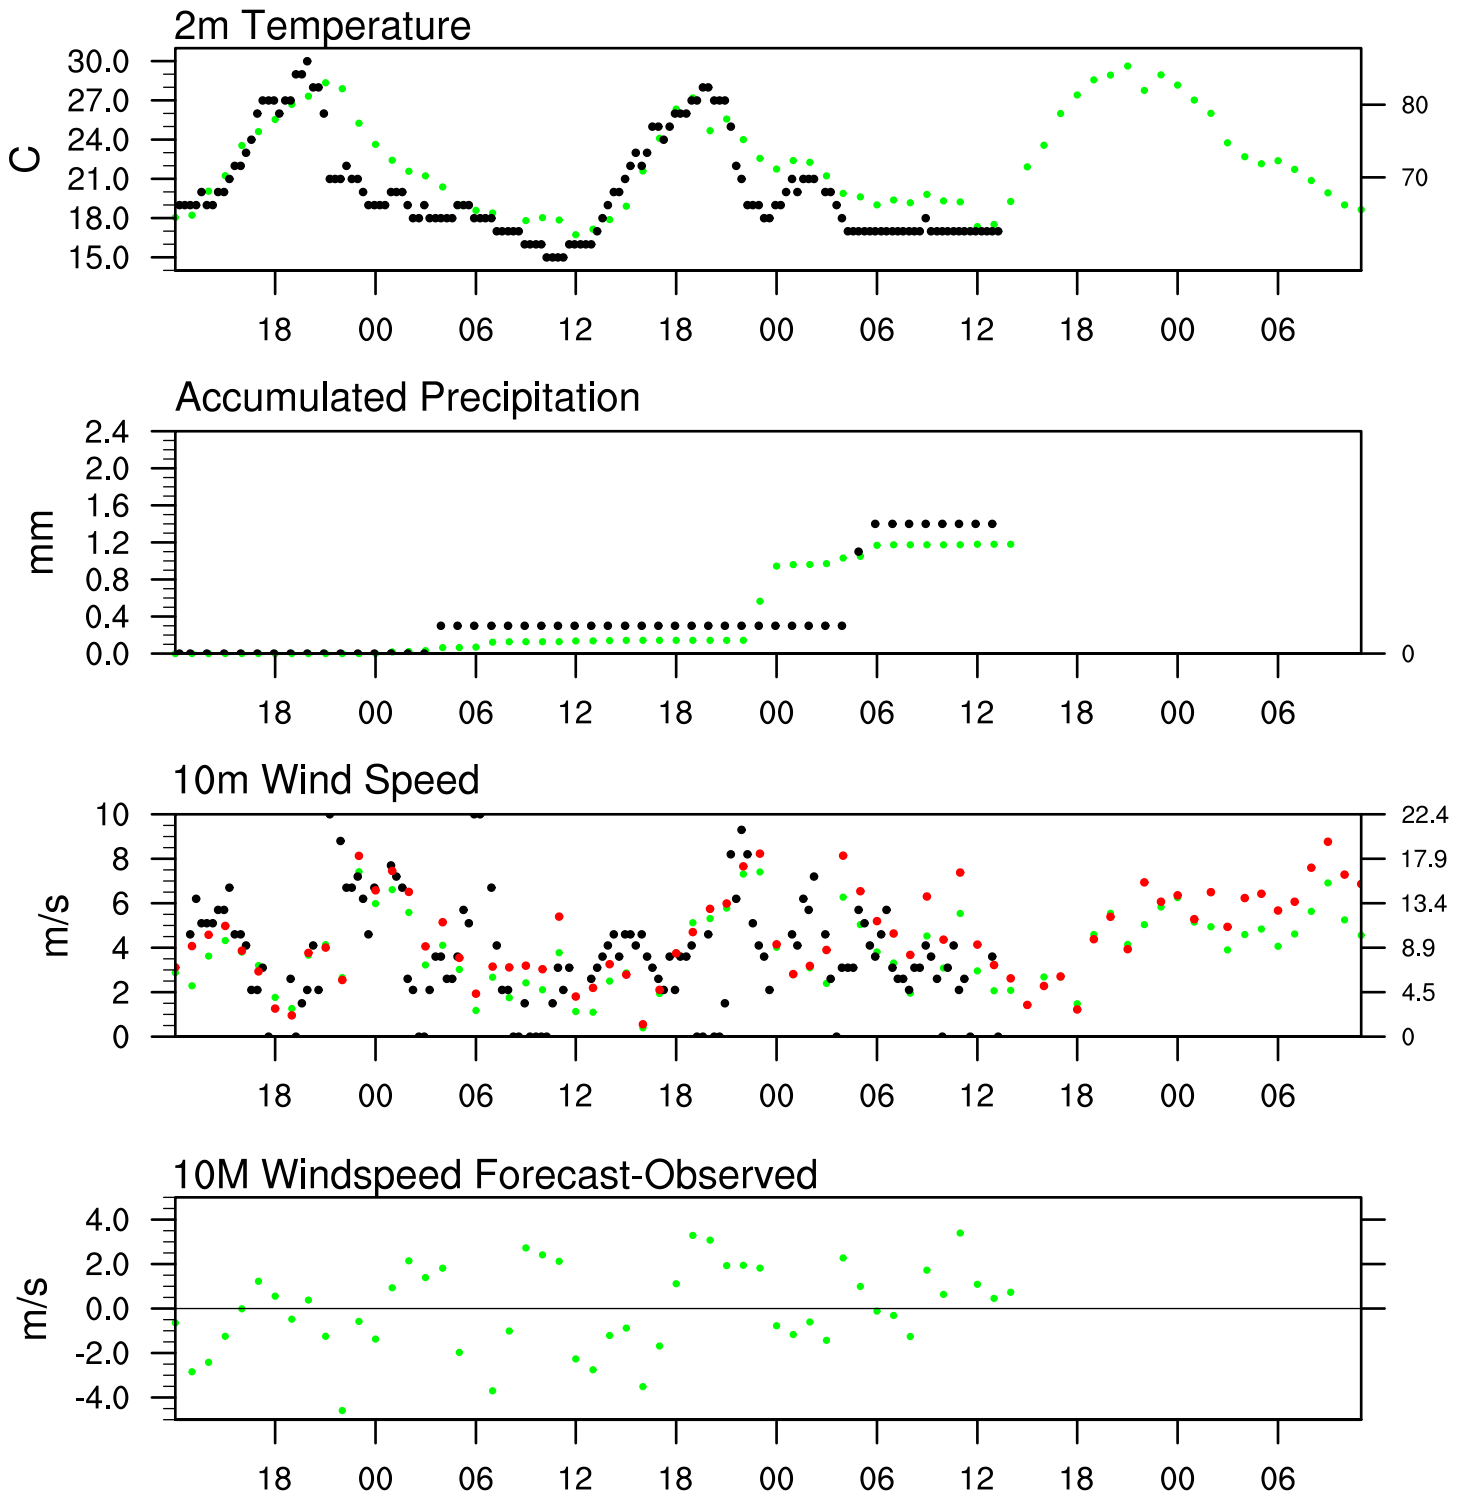 2m Temperature
30.0
27.0
24.0
21.0
18.0
15.0
C
80
70
18 00 06 12 18 00 06 12 18 00 06
Accumulated Precipitation
2.4
2.0
1.6
1.2
0.8
0.4
0.0
mm
0
18 00 06 12 18 00 06 12 18 00 06
10m Wind Speed
10
8
6
4
2
0
m/s
22.4
17.9
13.4
8.9
4.5
0
18 00 06 12 18 00 06 12 18 00 06
10M Windspeed Forecast-Observed
4.0
2.0
0.0
-2.0
-4.0
m/s
18 00 06 12 18 00 06 12 18 00 06